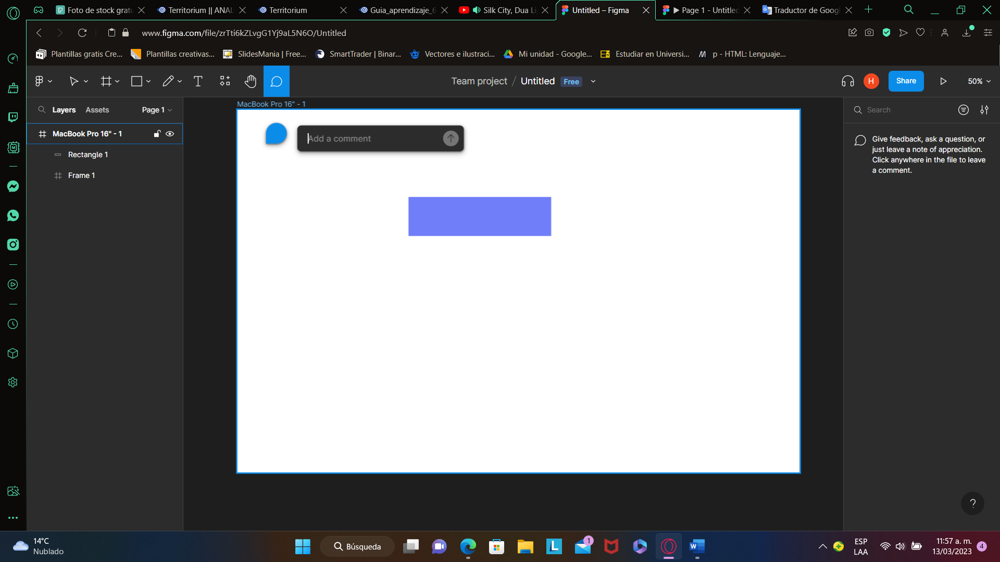 Foto de stock gratu
Territorium || ANAL
Territorium
Guia_aprendizaje_6
Silk City, Dua Li
Untitled – Figma
▶ Page 1 - Untitled
Traductor de Googl
www.figma.com/file/zrTti6kZLvgG1Yj9aL5N6O/Untitled
Plantillas gratis Cre...
Plantillas creativas...
SlidesMania | Free...
SmartTrader | Binar...
Vectores e ilustraci...
Mi unidad - Google...
Estudiar en Universi...
p - HTML: Lenguaje...
Team project / Untitled
Free
H
Share
50%
Layers
Assets
Page 1
MacBook Pro 16" - 1
Search
MacBook Pro 16" - 1
Rectangle 1
Frame 1
Add a comment
Give feedback, ask a question, or
just leave a note of appreciation.
Click anywhere in the file to leave
a comment.
?
14°C
Nublado
Búsqueda
L
1
W
ESP
LAA
11:57 a. m.
13/03/2023
4